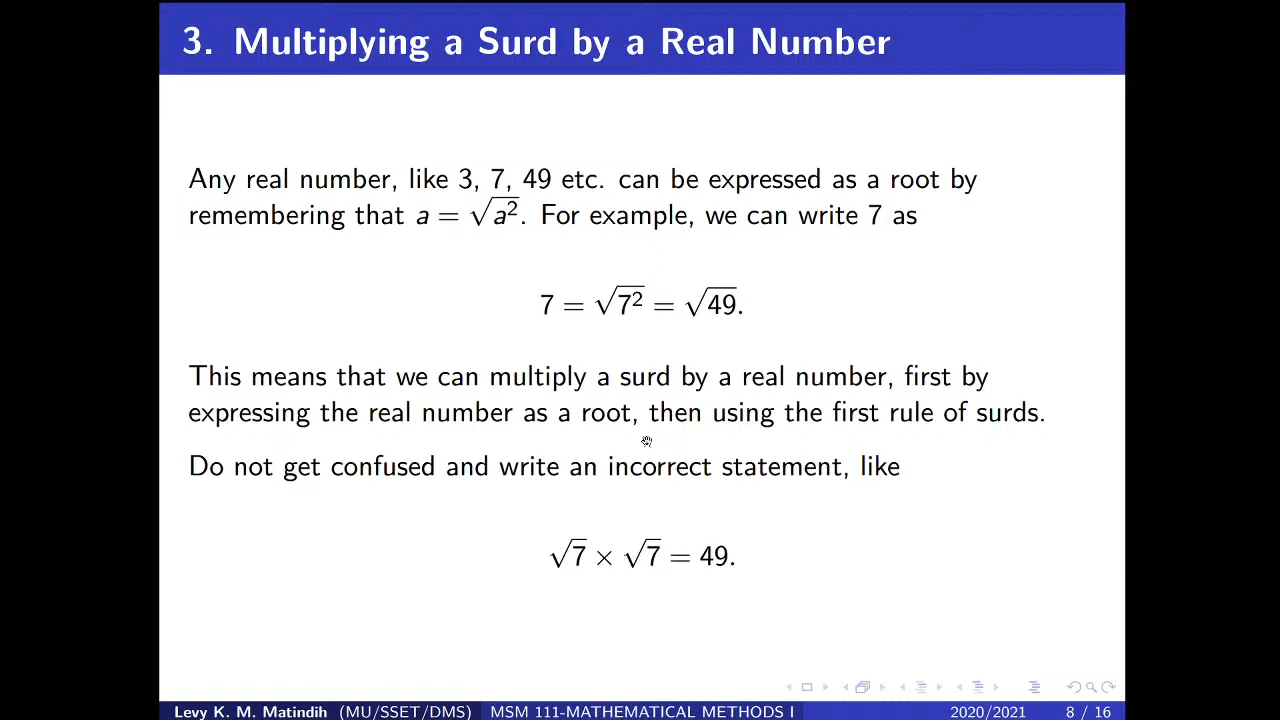 3. Multiplying a Surd by a Real Number
Any real number, like 3, 7, 49 etc. can be expressed as a root by
remembering that a = √a². For example, we can write 7 as
7 = √7² = √49.
This means that we can multiply a surd by a real number, first by
expressing the real number as a root, then using the first rule of surds.
Do not get confused and write an incorrect statement, like
√7 × √7 = 49.
Levy K. M. Matindih (MU/SSET/DMS) MSM 111-MATHEMATICAL METHODS I 2020/2021 8 / 16